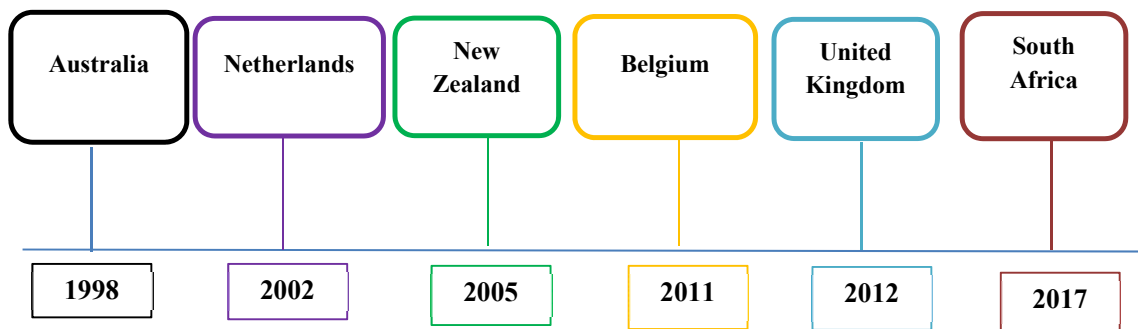 Australia
Netherlands
New
Zealand
Belgium
United
Kingdom
South
Africa
1998
2002
2005
2011
2012
2017